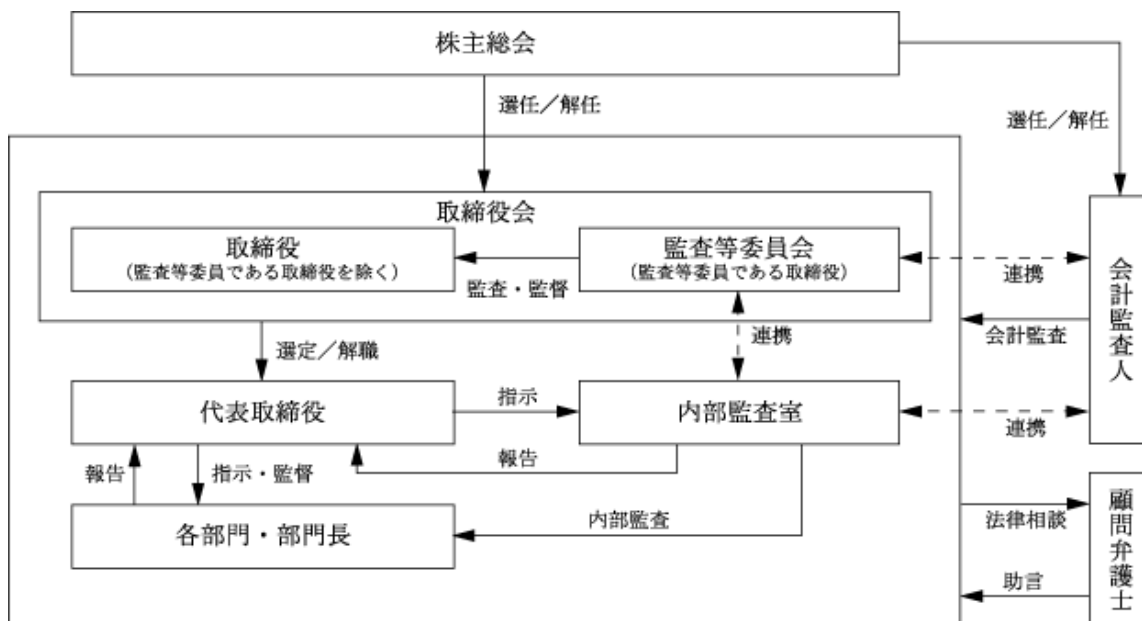 株主総会
選任／解任
選任／解任
取締役会
取締役
（監査等委員である取締役を除く）
監査等委員会
（監査等委員である取締役）
監査・監督
連携
会計監査人
会計監査
選定／解職
連携
代表取締役
指示
内部監査室
連携
報告
指示・監督
報告
各部門・部門長
内部監査
法律相談
顧問弁護士
助言